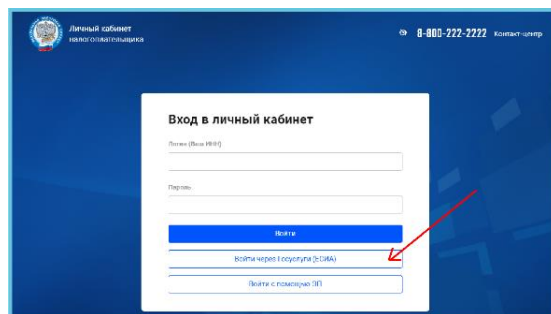 Личный кабинет
налогоплательщика
8-800-222-2222 Контакт-центр
Вход в личный кабинет
Логин (Ваш ИНН)
Пароль
Войти
Войти через Госуслуги (ЕСИА)
Войти с помощью ЭП